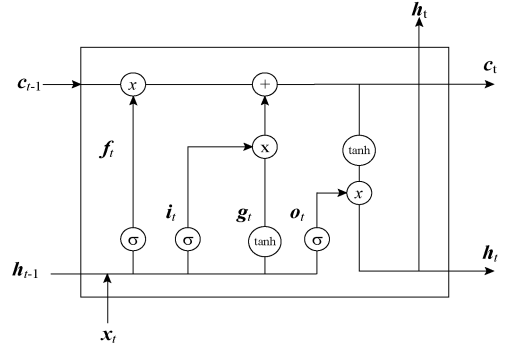 h_t
c_{t-1} x + c_t
f_t x tanh
i_t g_t o_t x
σ σ tanh σ
h_{t-1} h_t
x_t